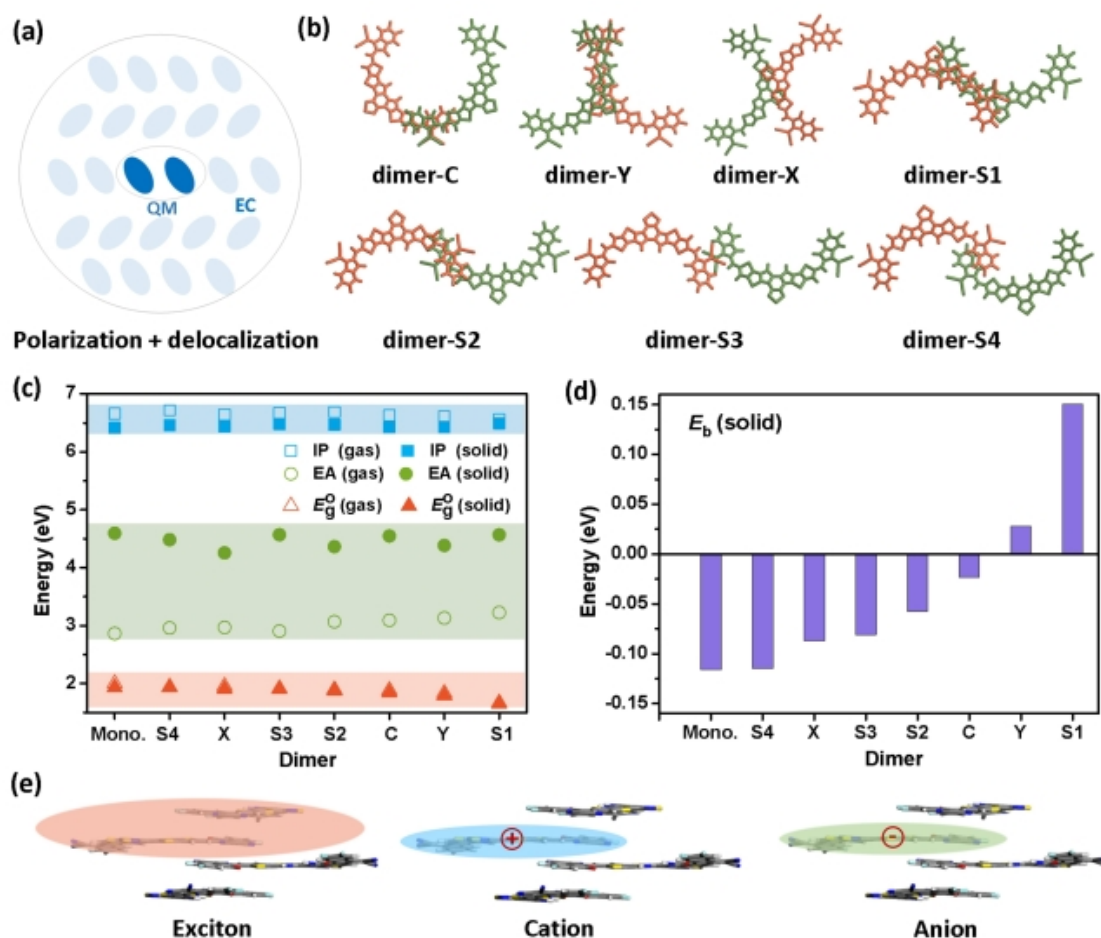 (a)
QM
EC
Polarization + delocalization
(b)
dimer-C
dimer-Y
dimer-X
dimer-S1
dimer-S2
dimer-S3
dimer-S4
(c)
Energy (eV)
7
6
5
4
3
2
IP (gas)
IP (solid)
EA (gas)
EA (solid)
E_g^O (gas)
E_g^O (solid)
Mono. S4 X S3 S2 C Y S1
Dimer
(d)
Energy (eV)
0.15
0.10
0.05
0.00
-0.05
-0.10
-0.15
E_b (solid)
Mono. S4 X S3 S2 C Y S1
Dimer
(e)
+
-
Exciton
Cation
Anion